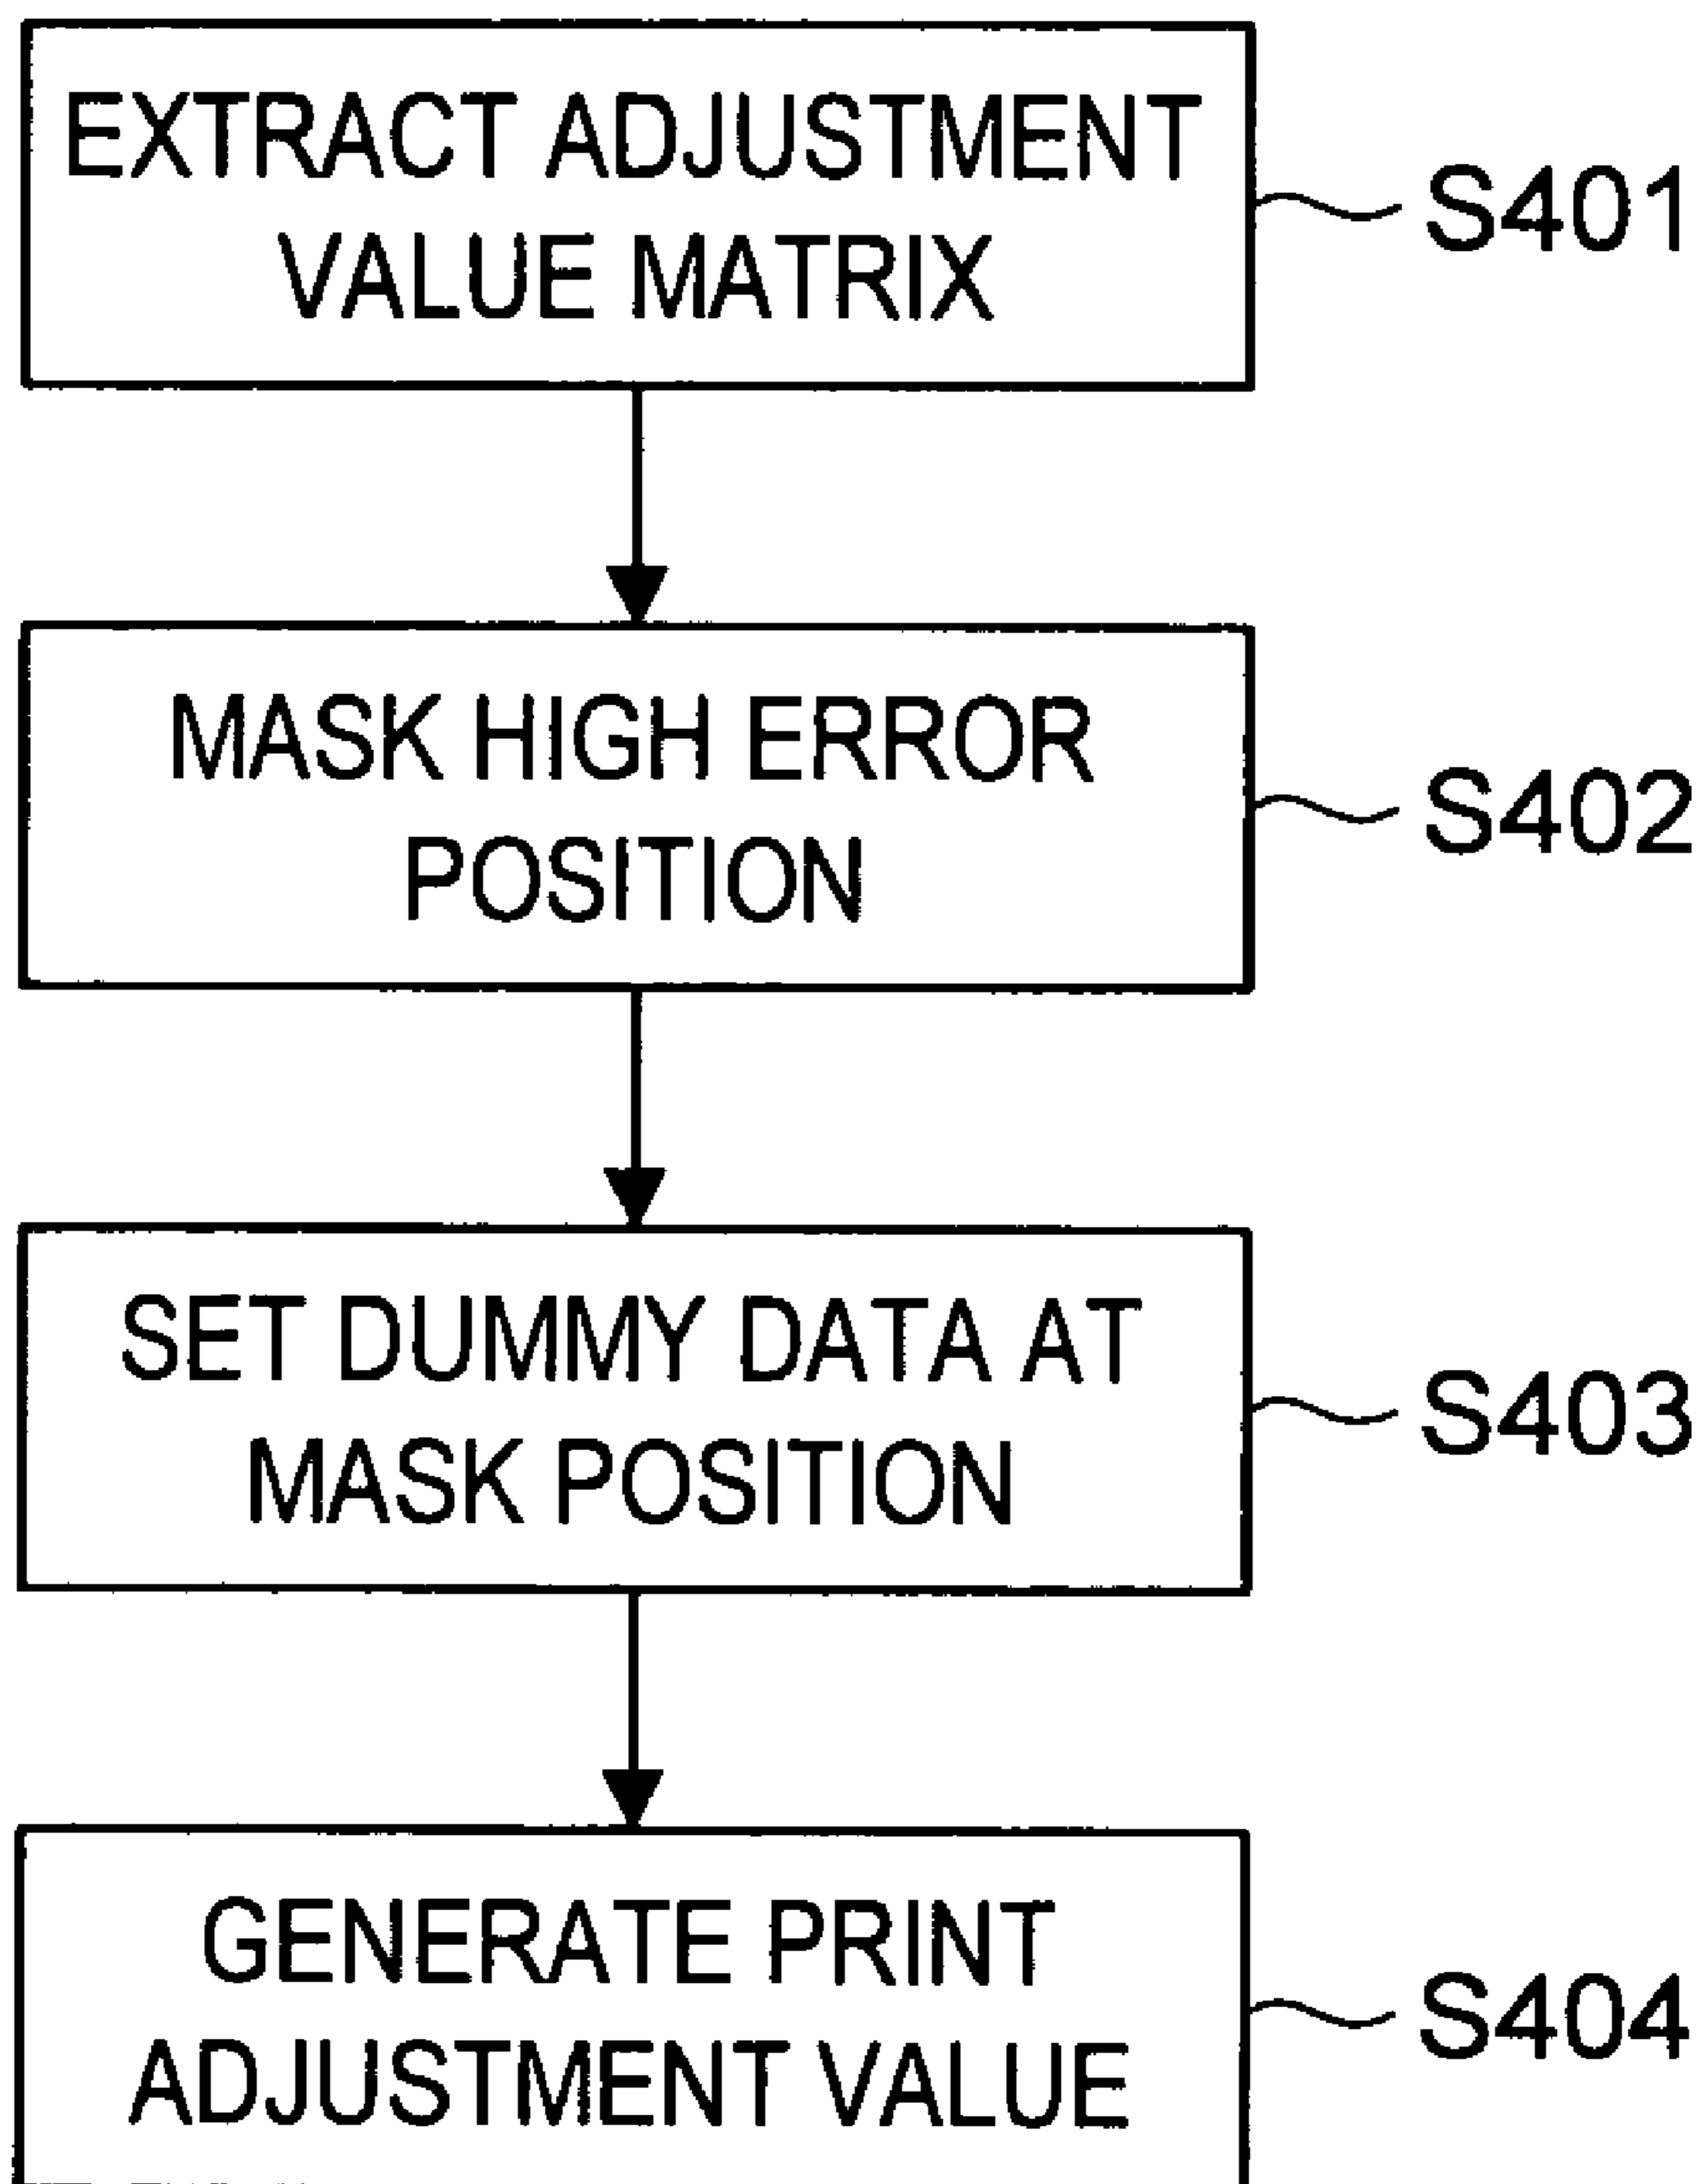 EXTRACT ADJUSTMENT
VALUE MATRIX
S401
MASK HIGH ERROR
POSITION
S402
SET DUMMY DATA AT
MASK POSITION
S403
GENERATE PRINT
ADJUSTMENT VALUE
S404